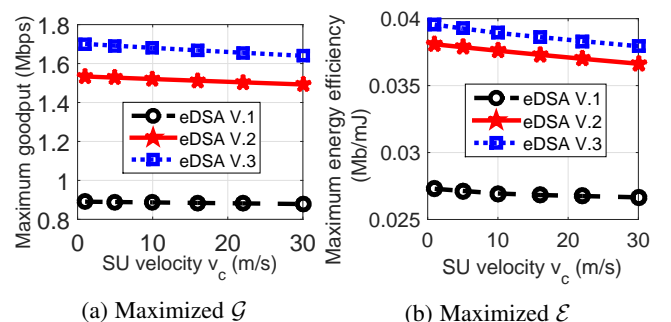 Maximum goodput (Mbps)
1.8
1.6
1.4
1.2
1
0.8
eDSA V.1
eDSA V.2
eDSA V.3
0
10
20
30
SU velocity v_c (m/s)
(a) Maximized 𝒢
Maximum energy efficiency
(Mb/mJ)
0.04
0.035
0.03
0.025
eDSA V.1
eDSA V.2
eDSA V.3
0
10
20
30
SU velocity v_c (m/s)
(b) Maximized ℰ